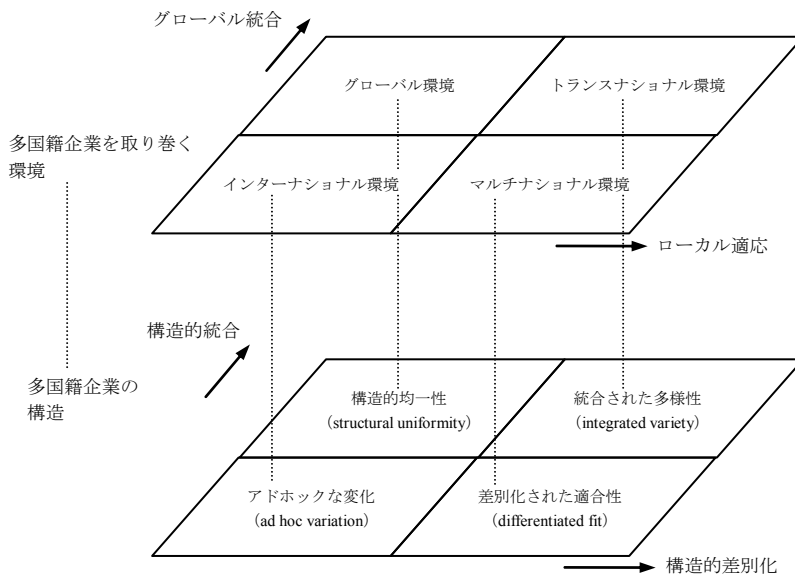 グローバル統合
グローバル環境
トランスナショナル環境
多国籍企業を取り巻く
環境
インターナショナル環境
マルチナショナル環境
ローカル適応
構造的統合
多国籍企業の
構造
構造的均一性
(structural uniformity)
統合された多様性
(integrated variety)
アドホックな変化
(ad hoc variation)
差別化された適合性
(differentiated fit)
構造的差別化